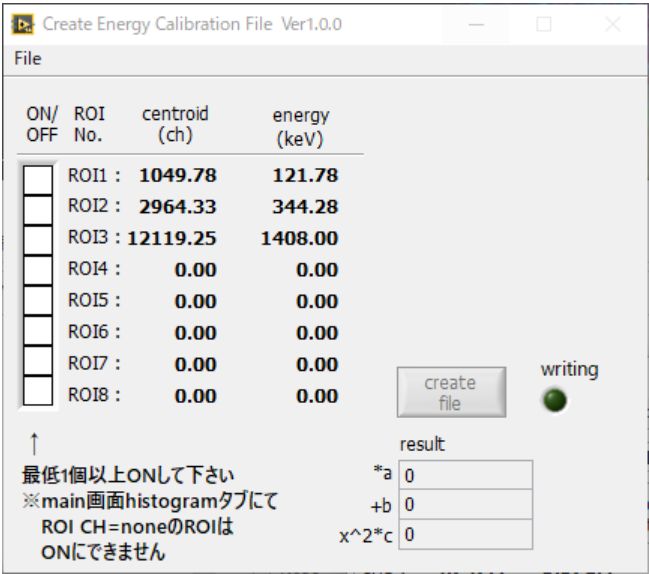 Create Energy Calibration File Ver1.0.0
File
ON/ ROI centroid energy
OFF No. (ch) (keV)
ROI1 : 1049.78 121.78
ROI2 : 2964.33 344.28
ROI3 : 12119.25 1408.00
ROI4 : 0.00 0.00
ROI5 : 0.00 0.00
ROI6 : 0.00 0.00
ROI7 : 0.00 0.00
ROI8 : 0.00 0.00
create
file
writing
↑
最低1個以上ONして下さい
※main画面histogramタブにて
ROI CH=noneのROIは
ONにできません
result
*a 0
+b 0
x^2*c 0